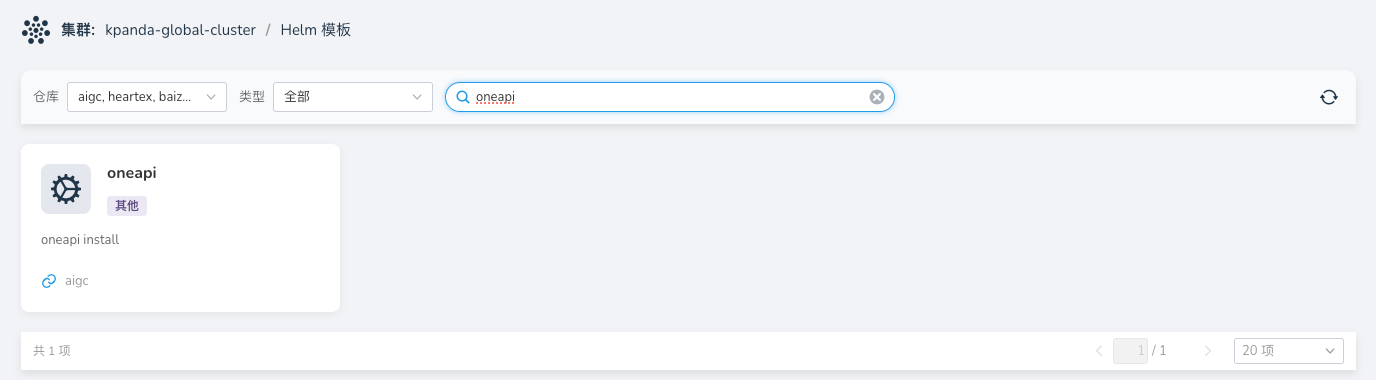 集群: kpanda-global-cluster / Helm 模板
仓库 aigc, heartex, baiz... 类型 全部 oneapi
oneapi
其他
oneapi install
aigc
共 1 项 1 / 1 20 项